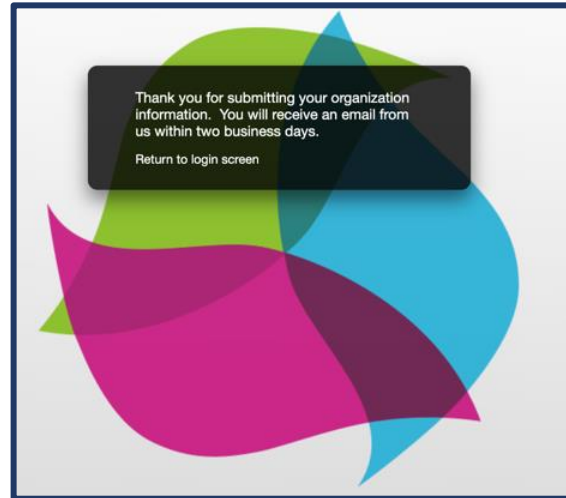 Thank you for submitting your organization
information.  You will receive an email from
us within two business days.
Return to login screen